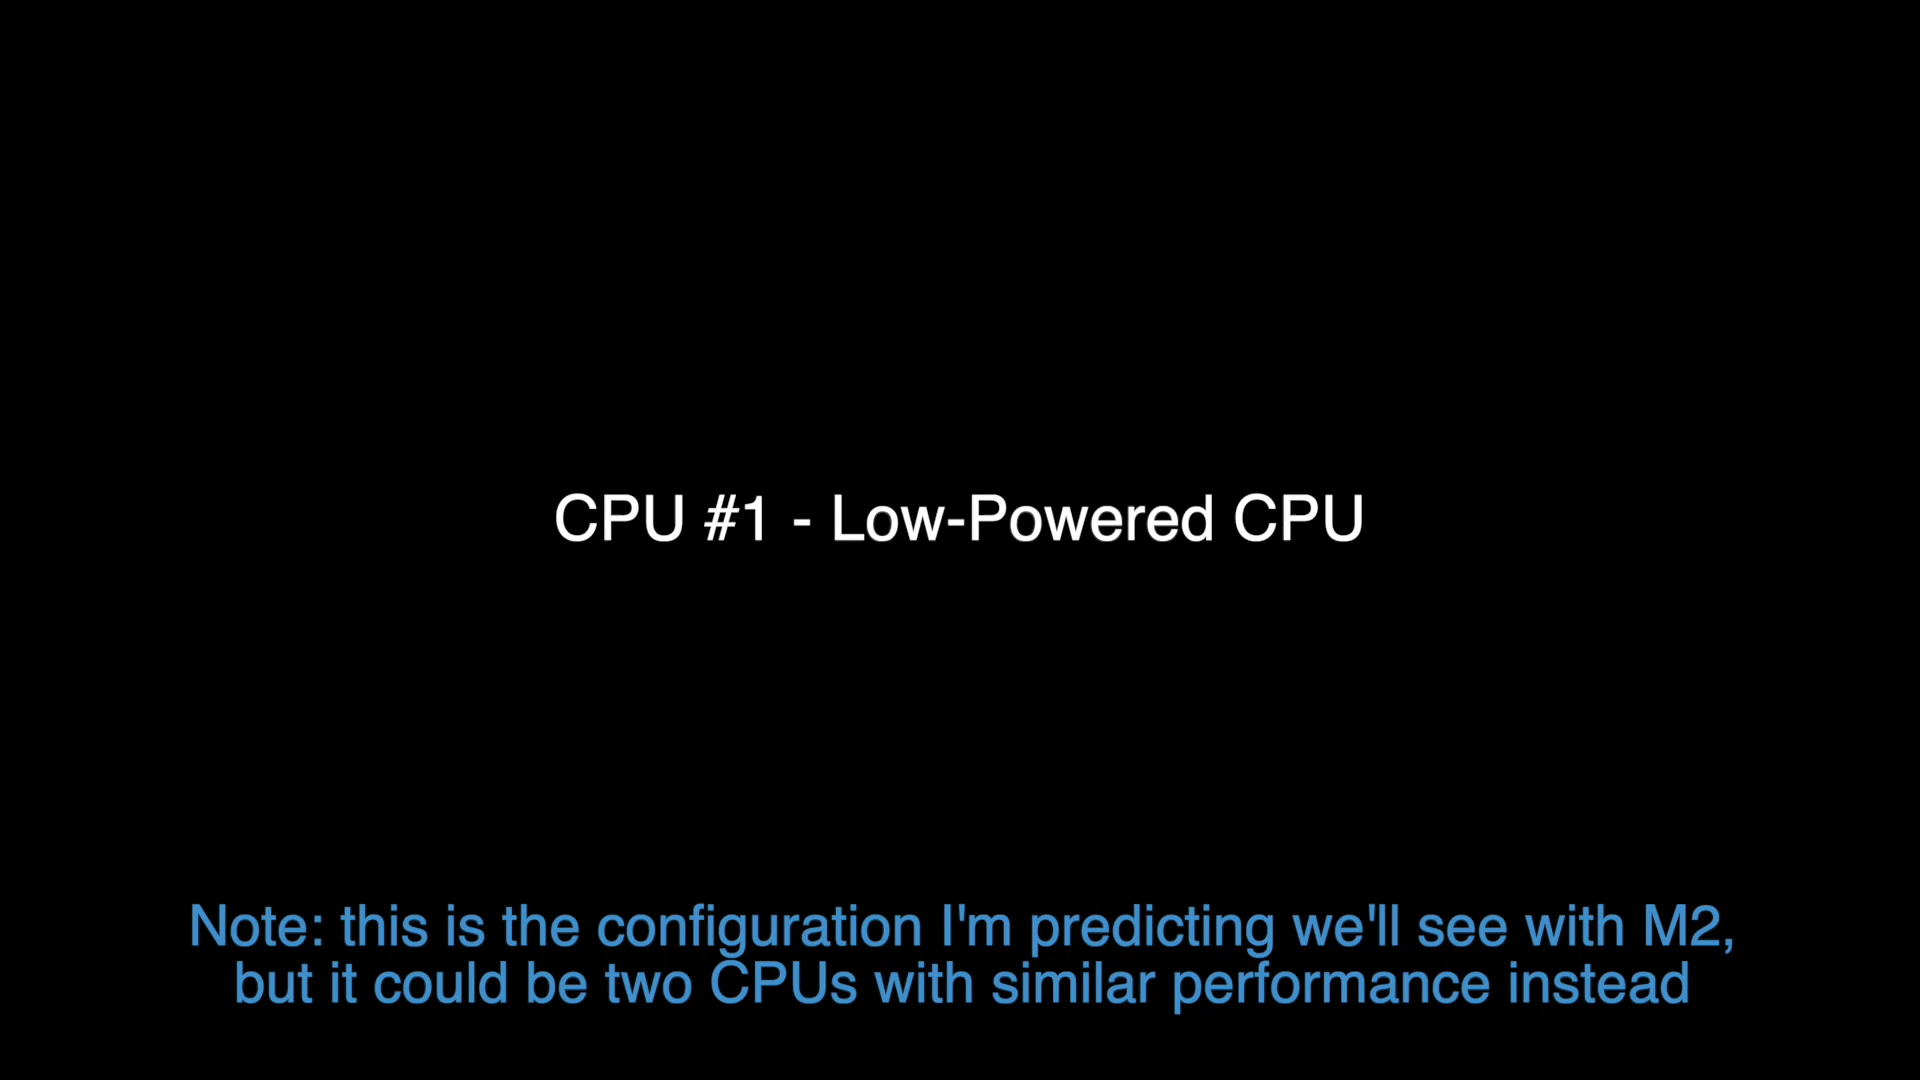 CPU #1 - Low-Powered CPU
Note: this is the configuration I'm predicting we'll see with M2,
but it could be two CPUs with similar performance instead